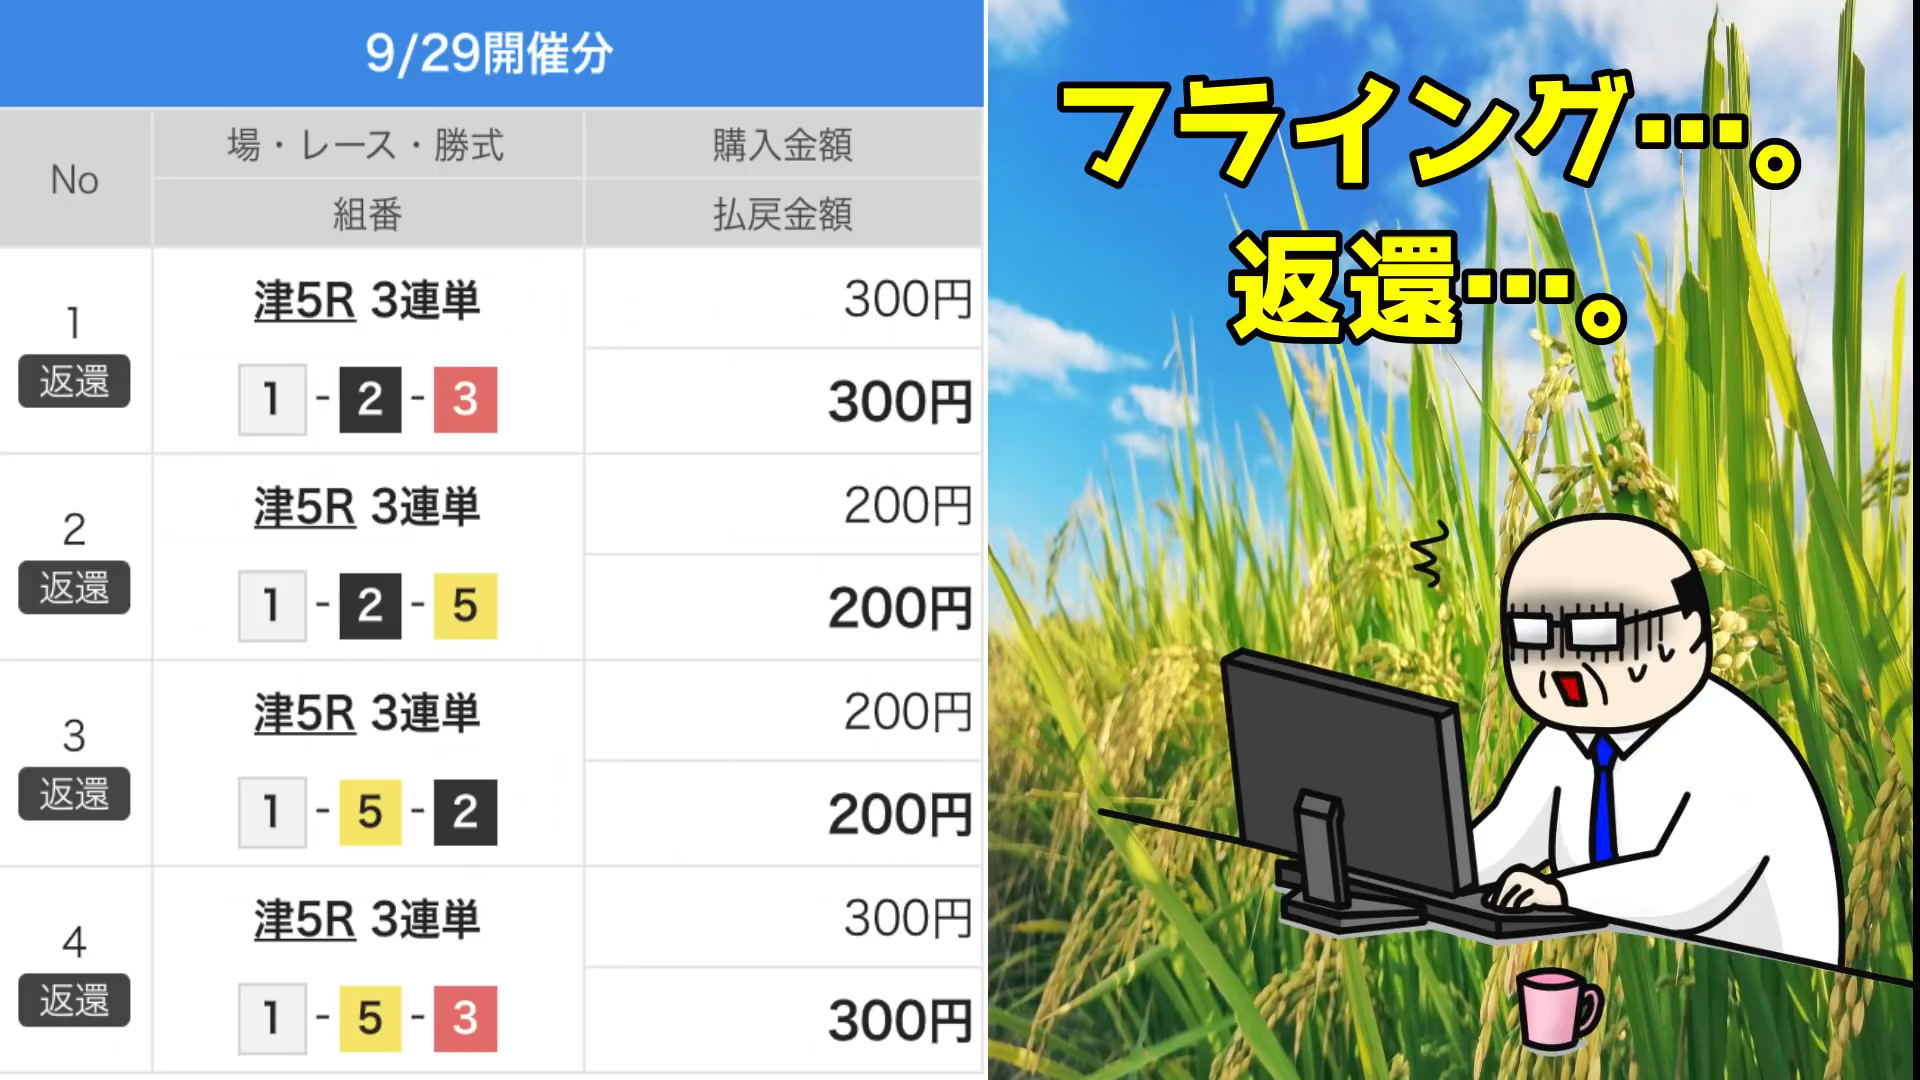 9/29開催分
No
場・レース・勝式
購入金額
組番
払戻金額
1
返還
津5R 3連単
300円
1 - 2 - 3
300円
2
返還
津5R 3連単
200円
1 - 2 - 5
200円
3
返還
津5R 3連単
200円
1 - 5 - 2
200円
4
返還
津5R 3連単
300円
1 - 5 - 3
300円
フライング…。
返還…。